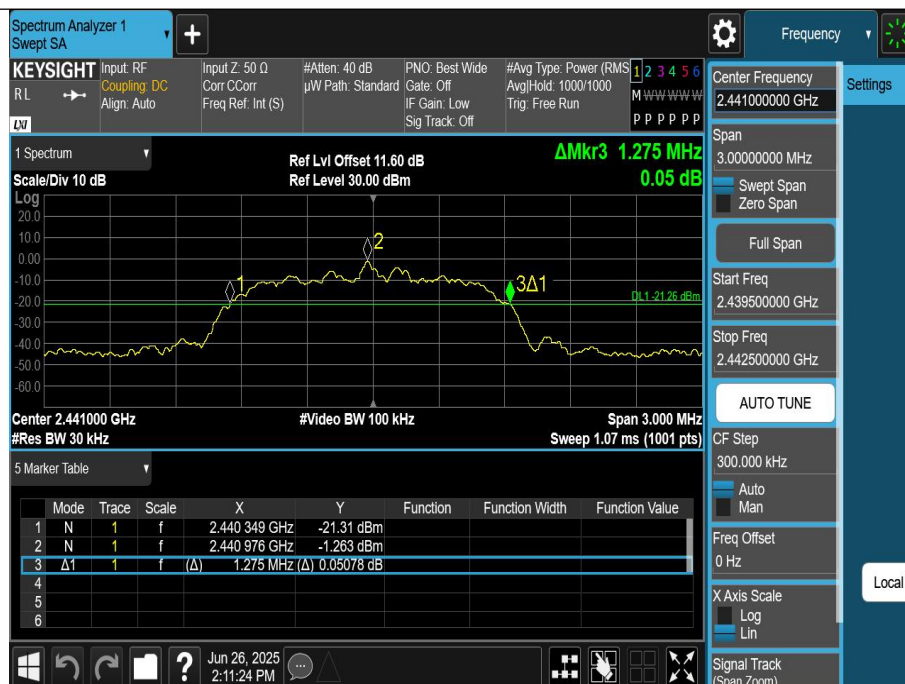 Spectrum Analyzer 1
Swept SA
+
Frequency
KEYSIGHT
RL
LXI
Input: RF
Coupling: DC
Align: Auto
Input Z: 50 Ω
Corr CCorr
Freq Ref: Int (S)
#Atten: 40 dB
µW Path: Standard
PNO: Best Wide
Gate: Off
IF Gain: Low
Sig Track: Off
#Avg Type: Power (RMS
Avg|Hold: 1000/1000
Trig: Free Run
1 2 3 4 5 6
M W W W W W
P P P P P P
1 Spectrum
Scale/Div 10 dB
Ref Lvl Offset 11.60 dB
Ref Level 30.00 dBm
ΔMkr3 1.275 MHz
0.05 dB
Log
20.0
10.0
0.00
-10.0
-20.0
-30.0
-40.0
-50.0
-60.0
1
2
3Δ1
DL1 -21.26 dBm
Center 2.441000 GHz
#Video BW 100 kHz
Span 3.000 MHz
#Res BW 30 kHz
Sweep 1.07 ms (1001 pts)
5 Marker Table
Mode Trace Scale X Y Function Function Width Function Value
1 N 1 f 2.440 349 GHz -21.31 dBm
2 N 1 f 2.440 976 GHz -1.263 dBm
3 Δ1 1 f (Δ) 1.275 MHz (Δ) 0.05078 dB
4
5
6
?
Jun 26, 2025
2:11:24 PM
Center Frequency
2.441000000 GHz
Settings
Span
3.00000000 MHz
Swept Span
Zero Span
Full Span
Start Freq
2.439500000 GHz
Stop Freq
2.442500000 GHz
AUTO TUNE
CF Step
300.000 kHz
Auto
Man
Freq Offset
0 Hz
Local
X Axis Scale
Log
Lin
Signal Track
(Span Zoom)